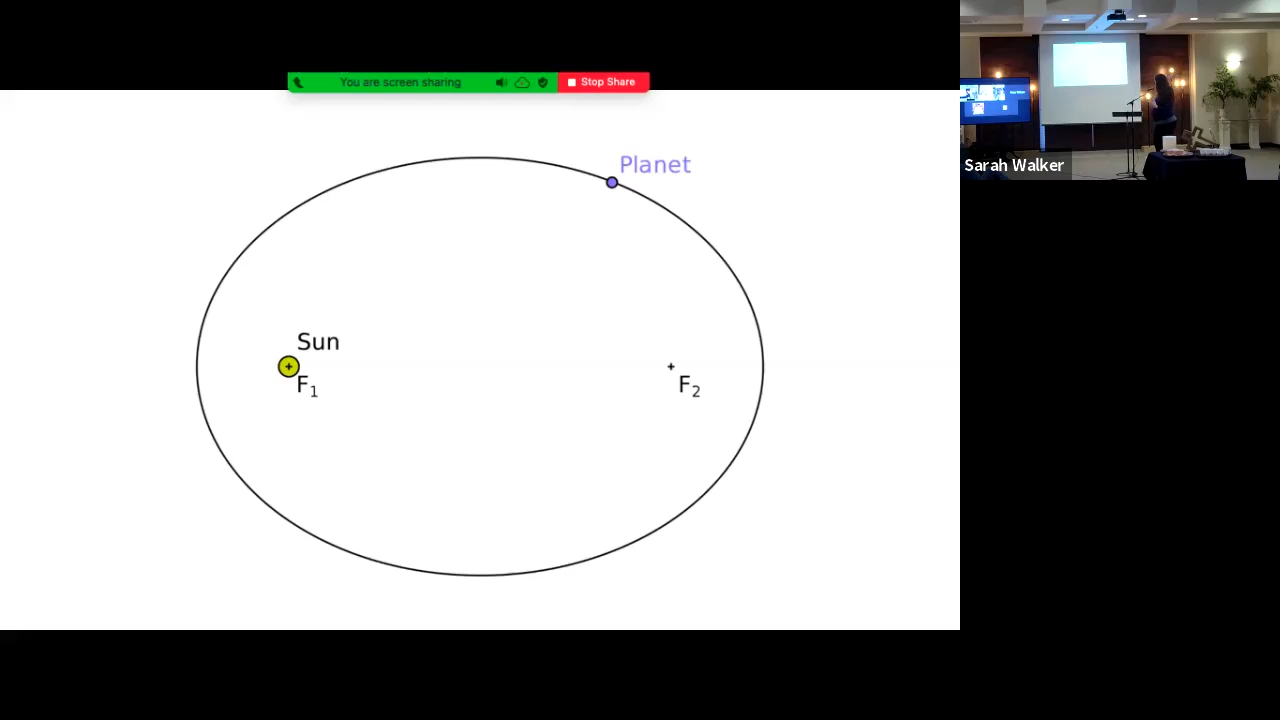 You are screen sharing
Stop Share
Planet
Sun
F₁
F₂
Sarah Walker